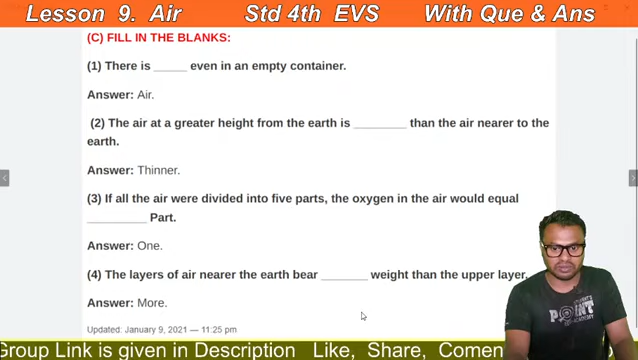 Lesson 9. Air Std 4th EVS With Que & Ans
(C) FILL IN THE BLANKS:
(1) There is _____ even in an empty container.
Answer: Air.
(2) The air at a greater height from the earth is ________ than the air nearer to the
earth.
Answer: Thinner.
(3) If all the air were divided into five parts, the oxygen in the air would equal
_________ Part.
Answer: One.
(4) The layers of air nearer the earth bear _______ weight than the upper layer.
Answer: More.
Updated: January 9, 2021 — 11:25 pm
POINT
Group Link is given in Description Like, Share, Comen